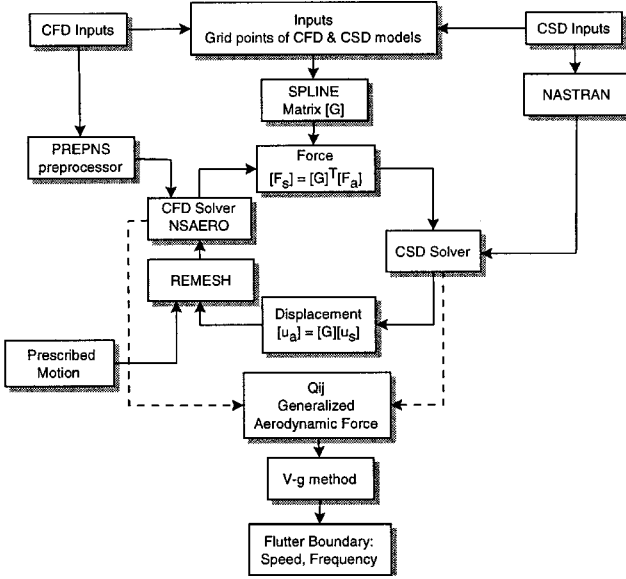 Inputs
Grid points of CFD & CSD models
CFD Inputs
CSD Inputs
SPLINE
Matrix [G]
NASTRAN
PREPNS
preprocessor
Force
[Fs] = [G]T[Fa}
CFD Solver
NSAERO
CSD Solver
REMESH
Displacement
[ua] = [G][us]
Prescribed
Motion
Qij
Generalized
Aerodynamic Force
V-g method
Flutter Boundary:
Speed, Frequency